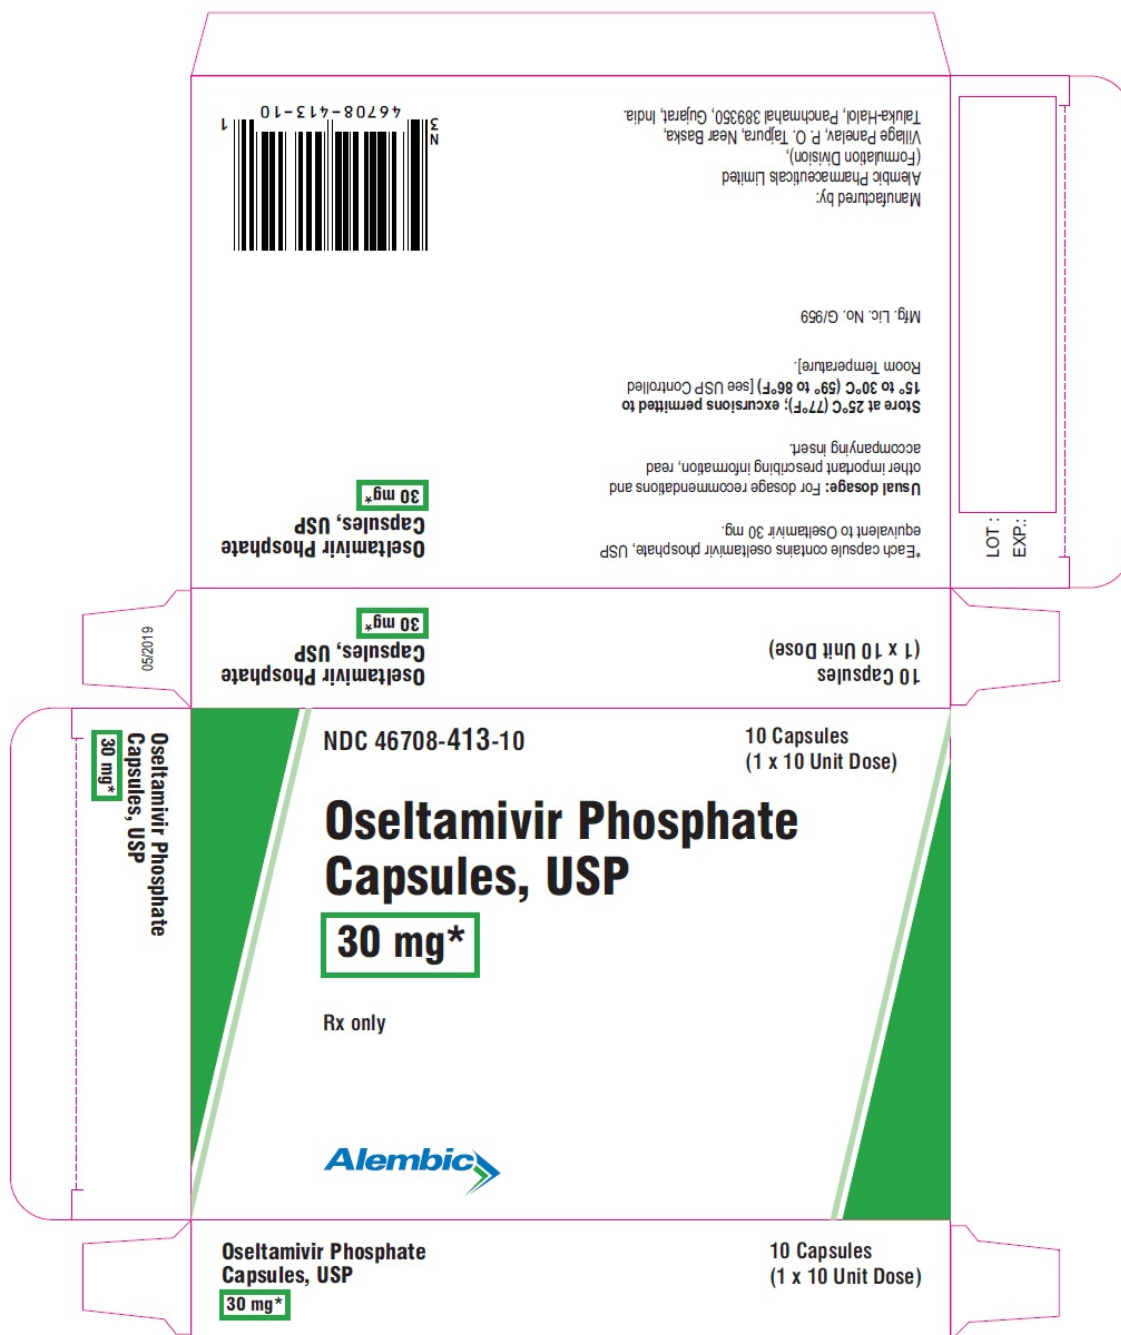 3 46708-413-10 1
N
Manufactured by:
Alembic Pharmaceuticals Limited
(Formulation Division),
Village Panelav, P. O. Tajpura, Near Baska,
Taluka-Halol, Panchmahal 389350, Gujarat, India.
Mfg. Lic. No. G/959
Store at 25°C (77°F); excursions permitted to
15° to 30°C (59° to 86°F) [see USP Controlled
Room Temperature].
Usual dosage: For dosage recommendations and
other important prescribing information, read
accompanying insert.
*Each capsule contains oseltamivir phosphate, USP
equivalent to Oseltamivir 30 mg.
Oseltamivir Phosphate
Capsules, USP
30 mg*
LOT :
EXP.:
05/2019
Oseltamivir Phosphate
Capsules, USP
30 mg*
10 Capsules
(1 x 10 Unit Dose)
Oseltamivir Phosphate
Capsules, USP
30 mg*
NDC 46708-413-10
10 Capsules
(1 x 10 Unit Dose)
Oseltamivir Phosphate
Capsules, USP
30 mg*
Rx only
Alembic
Oseltamivir Phosphate
Capsules, USP
30 mg*
10 Capsules
(1 x 10 Unit Dose)